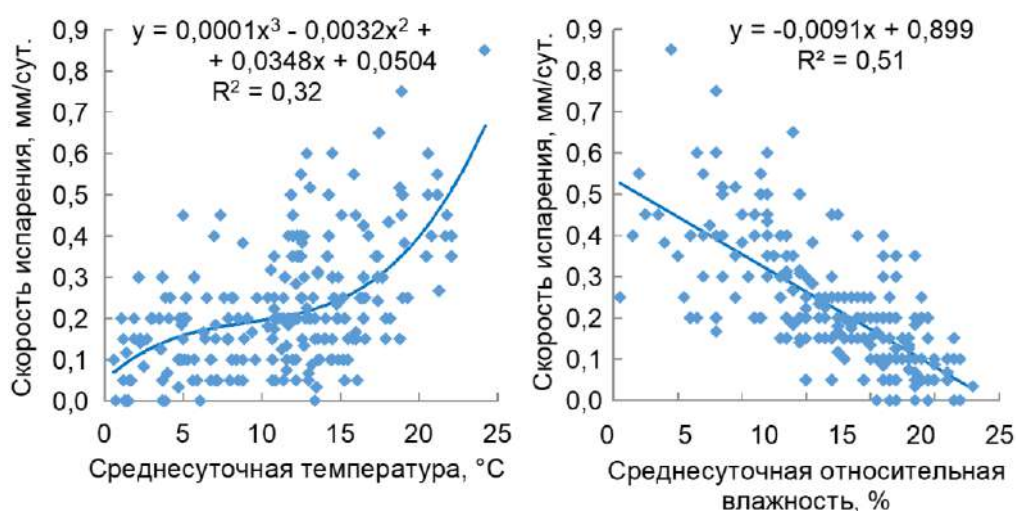 y = 0,0001x³ - 0,0032x² +
+ 0,0348x + 0,0504
R² = 0,32
Скорость испарения, мм/сут.
0,9
0,8
0,7
0,6
0,5
0,4
0,3
0,2
0,1
0,0
0 5 10 15 20 25
Среднесуточная температура, °C
y = -0,0091x + 0,899
R² = 0,51
Скорость испарения, мм/сут.
0,9
0,8
0,7
0,6
0,5
0,4
0,3
0,2
0,1
0,0
0 5 10 15 20 25
Среднесуточная относительная
влажность, %